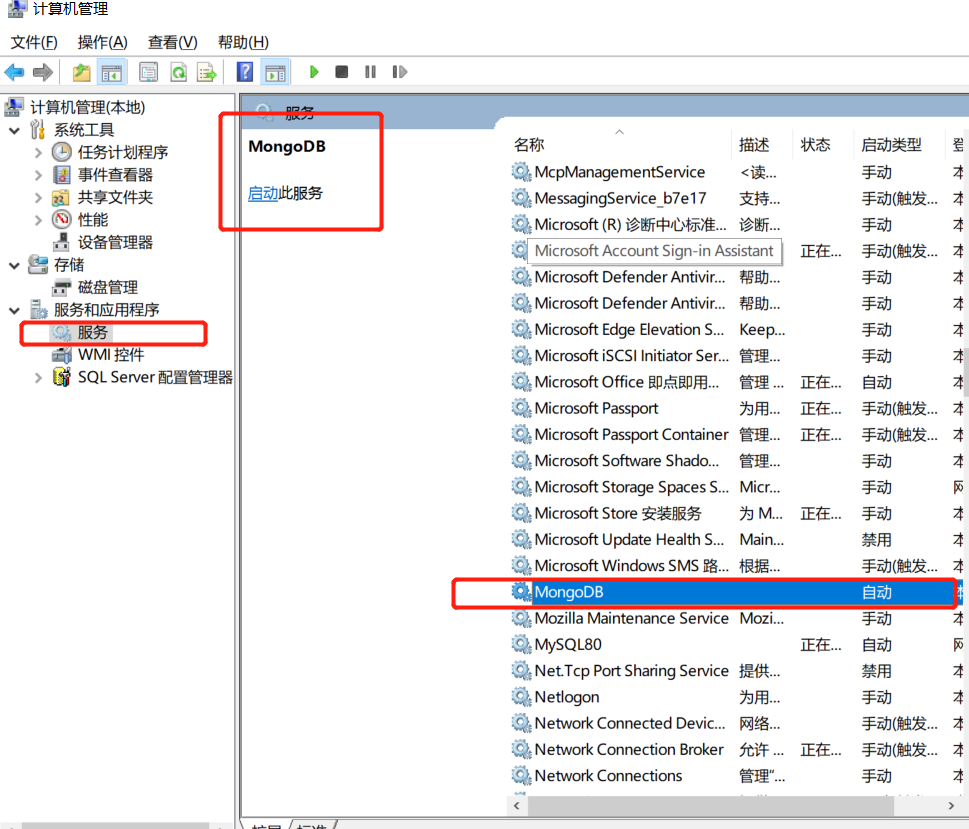 计算机管理
文件(F) 操作(A) 查看(V) 帮助(H)
计算机管理(本地)
系统工具
任务计划程序
事件查看器
共享文件夹
性能
设备管理器
存储
磁盘管理
服务和应用程序
服务
WMI 控件
SQL Server 配置管理器
服务
MongoDB
启动此服务
名称 描述 状态 启动类型 登
McpManagementService <读... 手动 本
MessagingService_b7e17 支持... 手动(触发... 本
Microsoft (R) 诊断中心标准... 诊断... 手动 本
Microsoft Account Sign-in Assistant 正在... 手动(触发... 本
Microsoft Defender Antivir... 帮助... 手动 本
Microsoft Defender Antivir... 帮助... 手动 本
Microsoft Edge Elevation S... Keep... 手动 本
Microsoft iSCSI Initiator Ser... 管理... 手动 本
Microsoft Office 即点即用... 管理 ... 正在... 自动 本
Microsoft Passport 为用... 正在... 手动(触发... 本
Microsoft Passport Container 管理... 正在... 手动(触发... 本
Microsoft Software Shado... 管理... 手动 本
Microsoft Storage Spaces S... Micr... 手动 网
Microsoft Store 安装服务 为 M... 正在... 手动 本
Microsoft Update Health S... Main... 禁用 本
Microsoft Windows SMS 路... 根据... 手动(触发... 本
MongoDB 自动 本
Mozilla Maintenance Service Mozi... 手动 本
MySQL80 正在... 自动 网
Net.Tcp Port Sharing Service 提供... 禁用 本
Netlogon 为用... 手动 本
Network Connected Devic... 网络... 手动(触发... 本
Network Connection Broker 允许 ... 正在... 手动(触发... 本
Network Connections 管理“... 手动 本
扩展 标准